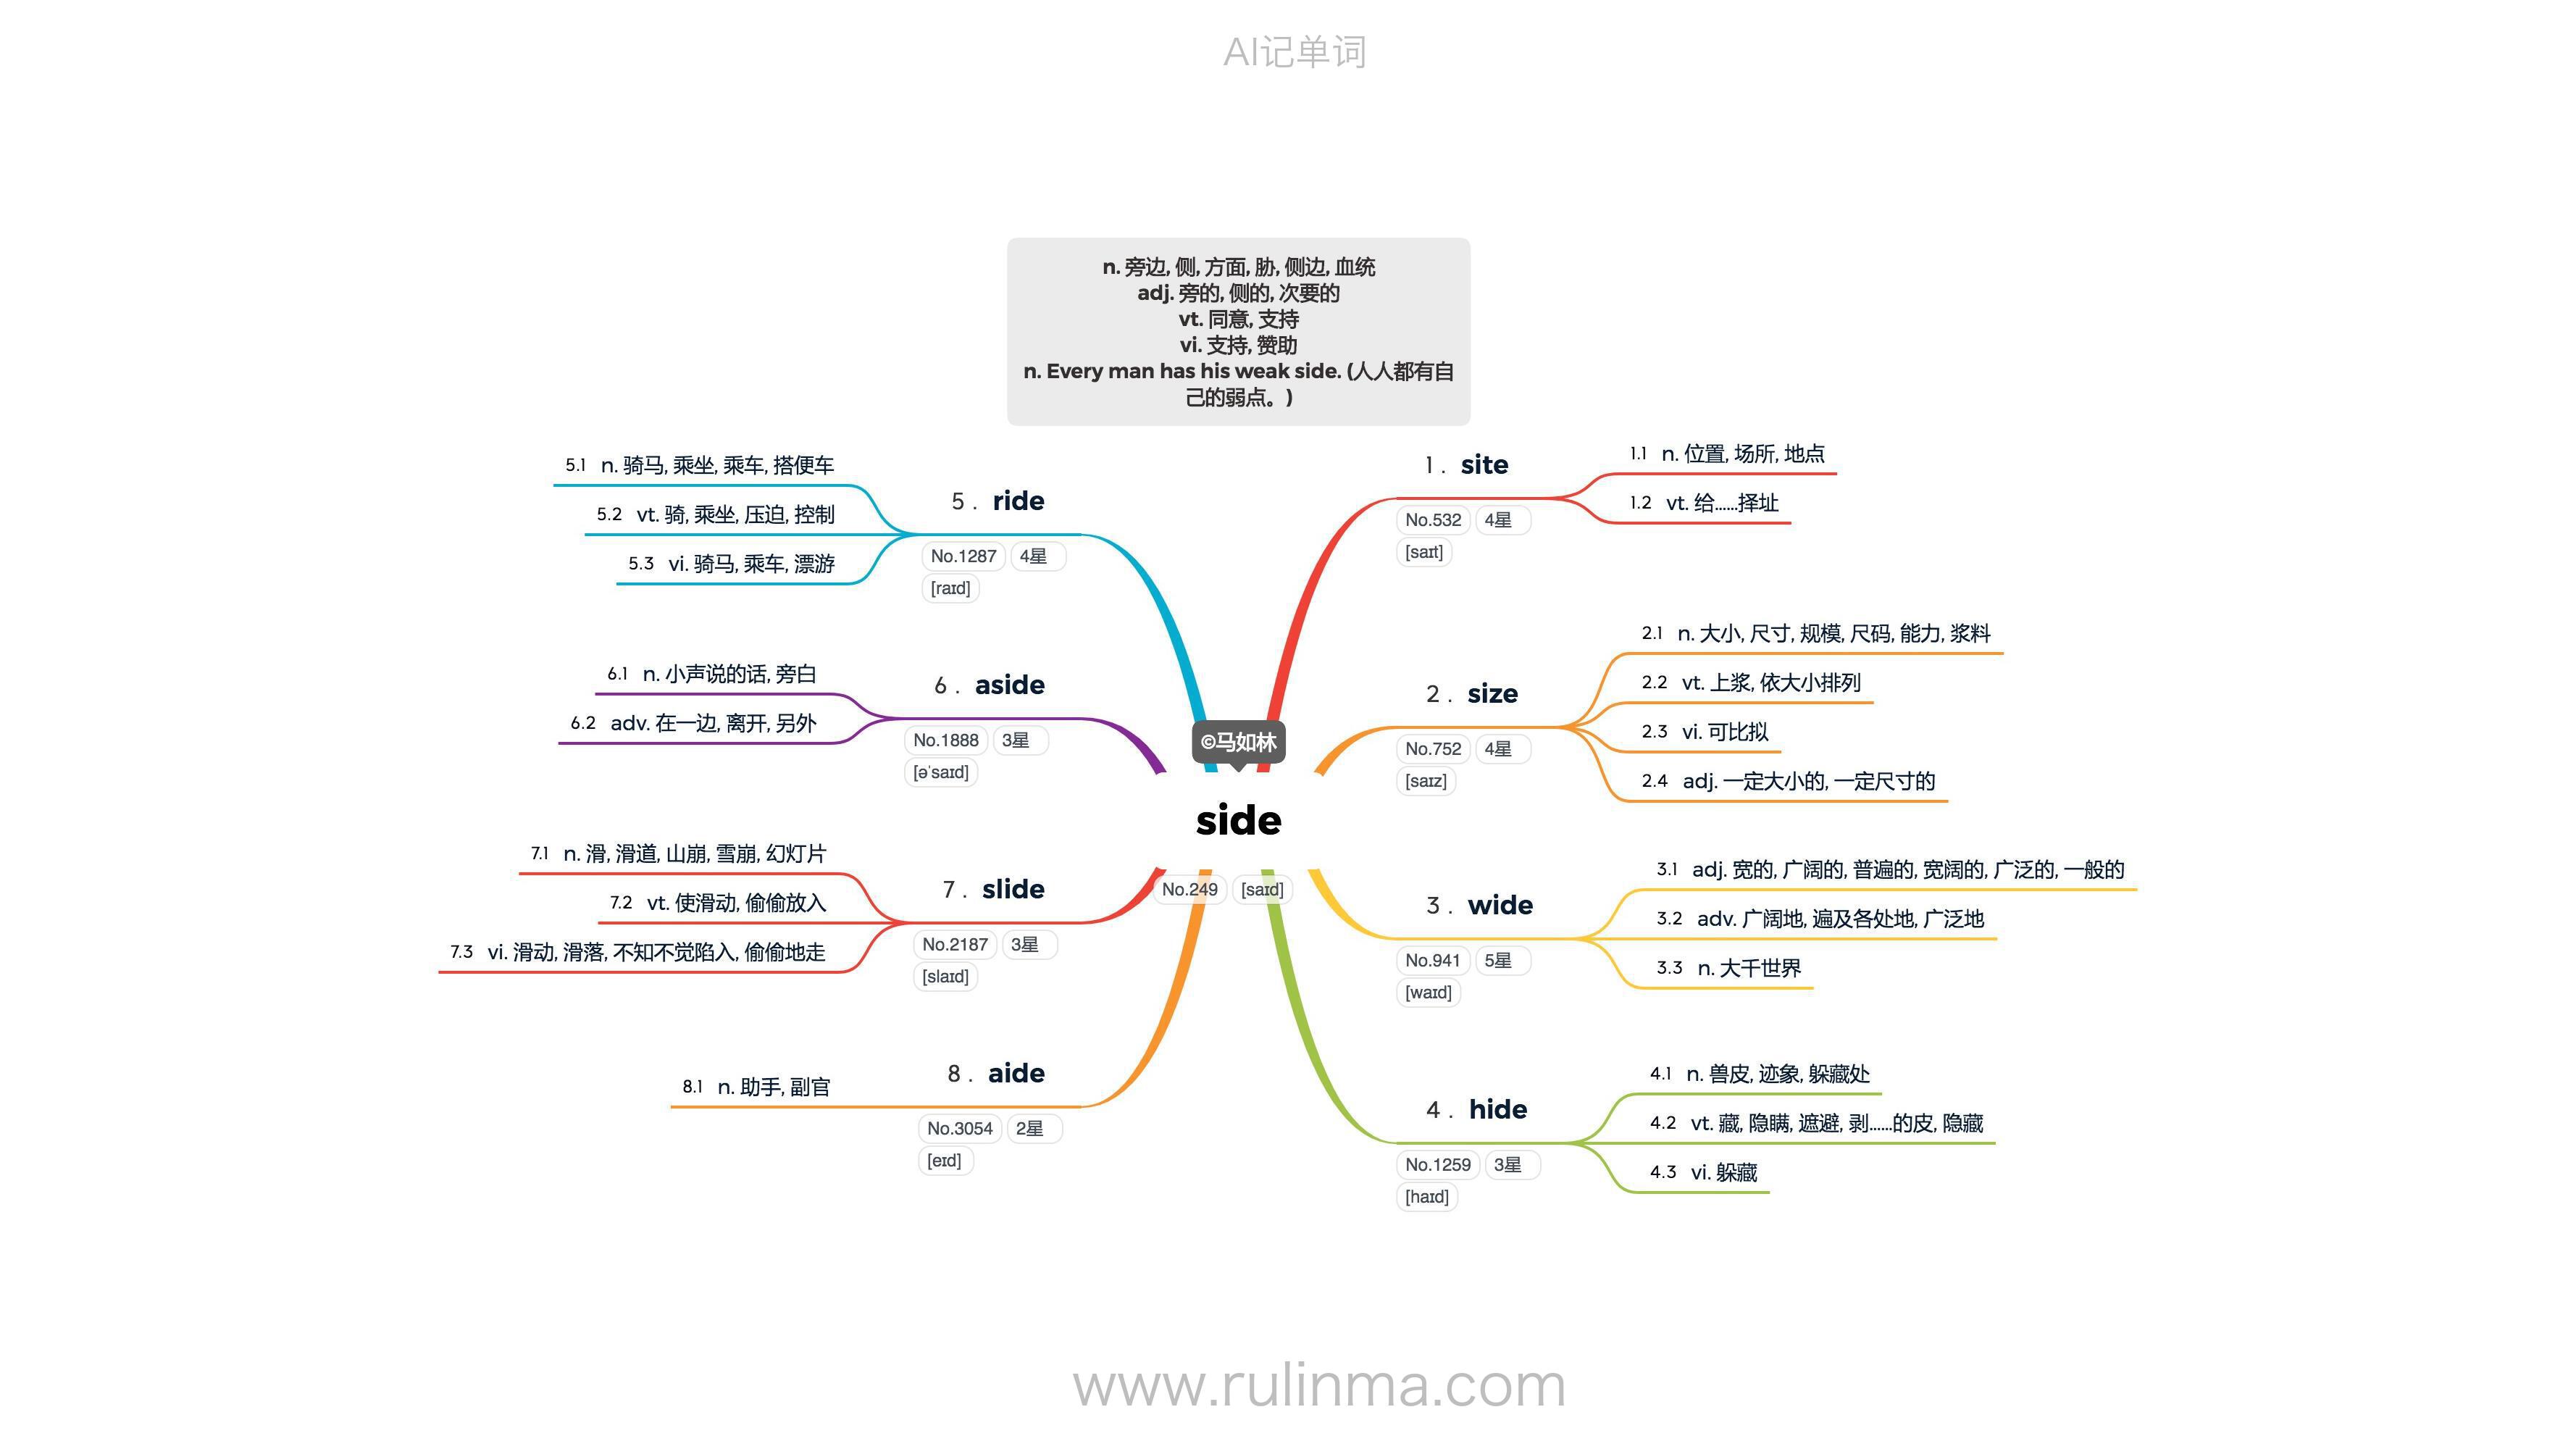 AI记单词
n. 旁边, 侧, 方面, 胁, 侧边, 血统
adj. 旁的, 侧的, 次要的
vt. 同意, 支持
vi. 支持, 赞助
n. Every man has his weak side. (人人都有自
己的弱点。)
©马如林
side
No.249 [saɪd]
1. site
No.532 4星
[saɪt]
1.1 n. 位置, 场所, 地点
1.2 vt. 给……择址
2. size
No.752 4星
[saɪz]
2.1 n. 大小, 尺寸, 规模, 尺码, 能力, 浆料
2.2 vt. 上浆, 依大小排列
2.3 vi. 可比拟
2.4 adj. 一定大小的, 一定尺寸的
3. wide
No.941 5星
[waɪd]
3.1 adj. 宽的, 广阔的, 普遍的, 宽阔的, 广泛的, 一般的
3.2 adv. 广阔地, 遍及各处地, 广泛地
3.3 n. 大千世界
4. hide
No.1259 3星
[haɪd]
4.1 n. 兽皮, 迹象, 躲藏处
4.2 vt. 藏, 隐瞒, 遮避, 剥……的皮, 隐藏
4.3 vi. 躲藏
5. ride
No.1287 4星
[raɪd]
5.1 n. 骑马, 乘坐, 乘车, 搭便车
5.2 vt. 骑, 乘坐, 压迫, 控制
5.3 vi. 骑马, 乘车, 漂游
6. aside
No.1888 3星
[əˈsaɪd]
6.1 n. 小声说的话, 旁白
6.2 adv. 在一边, 离开, 另外
7. slide
No.2187 3星
[slaɪd]
7.1 n. 滑, 滑道, 山崩, 雪崩, 幻灯片
7.2 vt. 使滑动, 偷偷放入
7.3 vi. 滑动, 滑落, 不知不觉陷入, 偷偷地走
8. aide
No.3054 2星
[eɪd]
8.1 n. 助手, 副官
www.rulinma.com